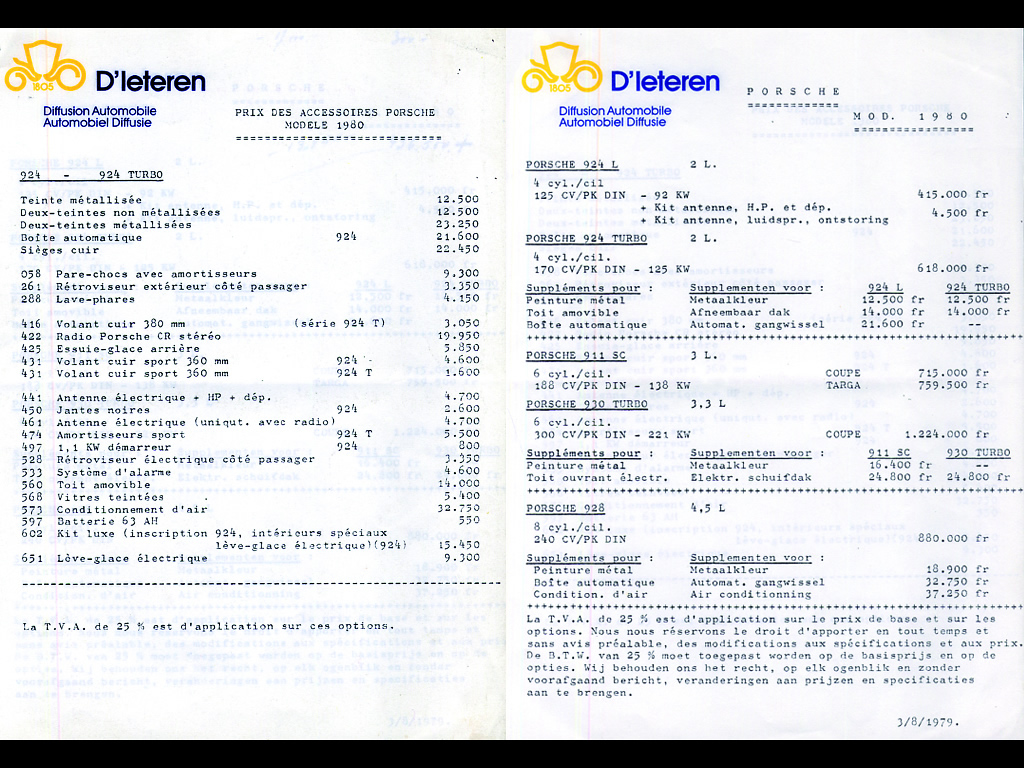 1805
D'Ieteren
Diffusion Automobile
Automobiel Diffusie
PRIX DES ACCESSOIRES PORSCHE
MODELE 1980
=============================
924 - 924 TURBO
Teinte métallisée 12.500
Deux-teintes non métallisées 12.500
Deux-teintes métallisées 23.250
Boîte automatique 924 21.600
Sièges cuir 22.450
058 Pare-chocs avec amortisseurs 9.300
261 Rétroviseur extérieur côté passager 3.350
288 Lave-phares 4.150
416 Volant cuir 380 mm (série 924 T) 3.050
422 Radio Porsche CR stéréo 19.950
425 Essuie-glace arrière 5.850
431 Volant cuir sport 360 mm 924 4.600
431 Volant cuir sport 360 mm 924 T 1.600
441 Antenne électrique + HP + dép. 4.700
450 Jantes noires 924 2.600
461 Antenne électrique (uniqut. avec radio) 4.700
474 Amortisseurs sport 924 T 5.500
497 1,1 KW démarreur 924 800
528 Rétroviseur électrique côté passager 3.350
533 Système d'alarme 4.600
560 Toit amovible 14.000
568 Vitres teintées 5.400
573 Conditionnement d'air 32.750
597 Batterie 63 AH 550
602 Kit luxe (inscription 924, intérieurs spéciaux
lève-glace électrique)(924) 15.450
651 Lève-glace électrique 9.300
La T.V.A. de 25 % est d'application sur ces options.
1805
D'Ieteren
Diffusion Automobile
Automobiel Diffusie
P O R S C H E
=============
M O D. 1 9 8 0
=================
PORSCHE 924 L 2 L.
4 cyl./cil
125 CV/PK DIN - 92 KW 415.000 fr
+ Kit antenne, H.P. et dép. 4.500 fr
+ Kit antenne, luidspr., ontstoring
PORSCHE 924 TURBO 2 L.
4 cyl./cil.
170 CV/PK DIN - 125 KW 618.000 fr
Suppléments pour : Supplementen voor : 924 L 924 TURBO
Peinture métal Metaalkleur 12.500 fr 12.500 fr
Toit amovible Afneembaar dak 14.000 fr 14.000 fr
Boîte automatique Automat. gangwissel 21.600 fr --
PORSCHE 911 SC 3 L.
6 cyl./cil. COUPE 715.000 fr
188 CV/PK DIN - 138 KW TARGA 759.500 fr
PORSCHE 930 TURBO 3,3 L
6 cyl./cil.
300 CV/PK DIN - 221 KW COUPE 1.224.000 fr
Suppléments pour : Supplementen voor : 911 SC 930 TURBO
Peinture métal Metaalkleur 16.400 fr --
Toit ouvrant électr. Elektr. schuifdak 24.800 fr 24.800 fr
PORSCHE 928 4,5 L
8 cyl./cil.
240 CV/PK DIN 880.000 fr
Suppléments pour : Supplementen voor :
Peinture métal Metaalkleur 18.900 fr
Boîte automatique Automat. gangwissel 32.750 fr
Condition. d'air Air conditionning 37.250 fr
La T.V.A. de 25 % est d'application sur le prix de base et sur les
options. Nous nous réservons le droit d'apporter en tout temps et
sans avis préalable, des modifications aux spécifications et aux prix.
De B.T.W. van 25 % moet toegepast worden op de basisprijs en op de
opties. Wij behouden ons het recht, op elk ogenblik en zonder
voorafgaand bericht, veranderingen aan prijzen en specificaties
aan te brengen.
3/8/1979.